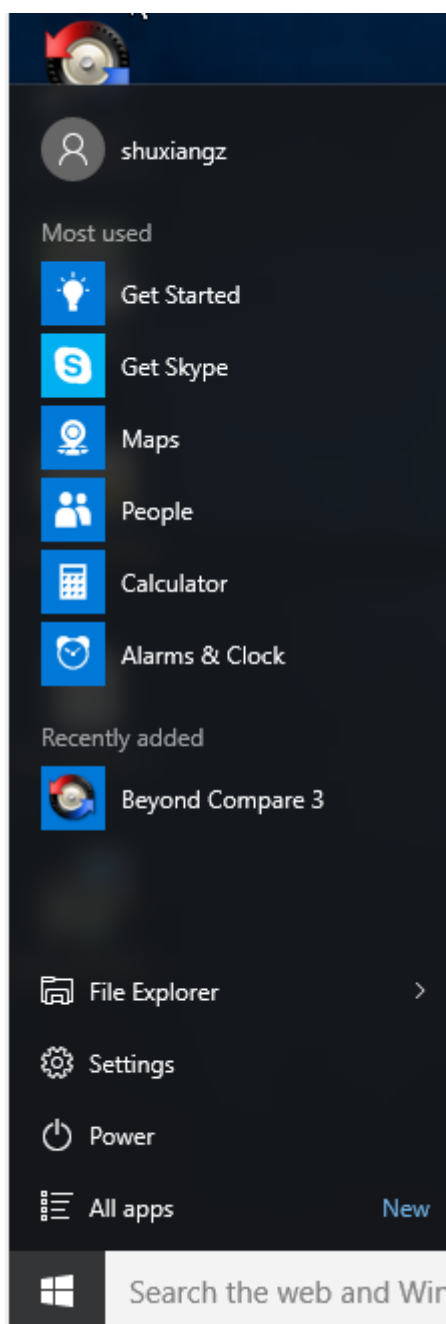 shuxiangz
Most used
Get Started
Get Skype
Maps
People
Calculator
Alarms & Clock
Recently added
Beyond Compare 3
File Explorer
Settings
Power
All apps New
Search the web and Win